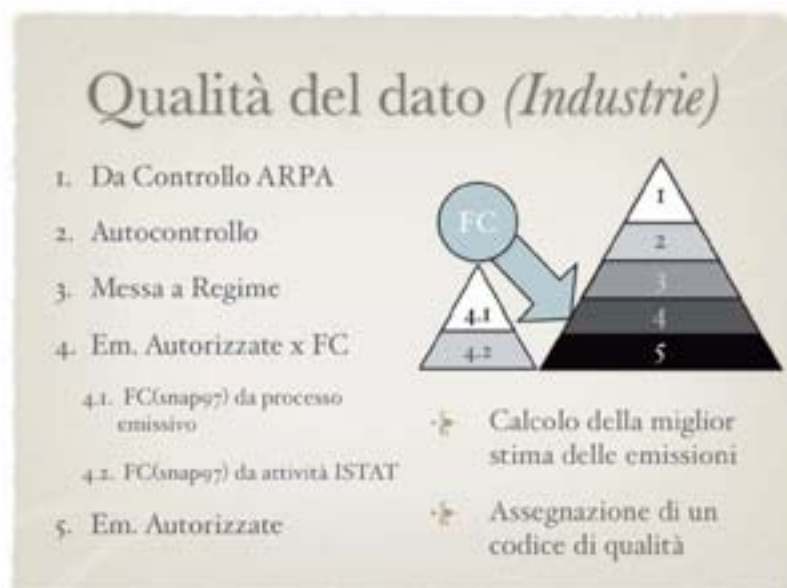 Qualità del dato (Industrie)
1. Da Controllo ARPA
2. Autocontrollo
3. Messa a Regime
4. Em. Autorizzate x FC
4.1. FC(snap97) da processo
emissivo
4.2. FC(snap97) da attività ISTAT
5. Em. Autorizzate
FC
4.1
4.2
1
2
3
4
5
Calcolo della miglior
stima delle emissioni
Assegnazione di un
codice di qualità